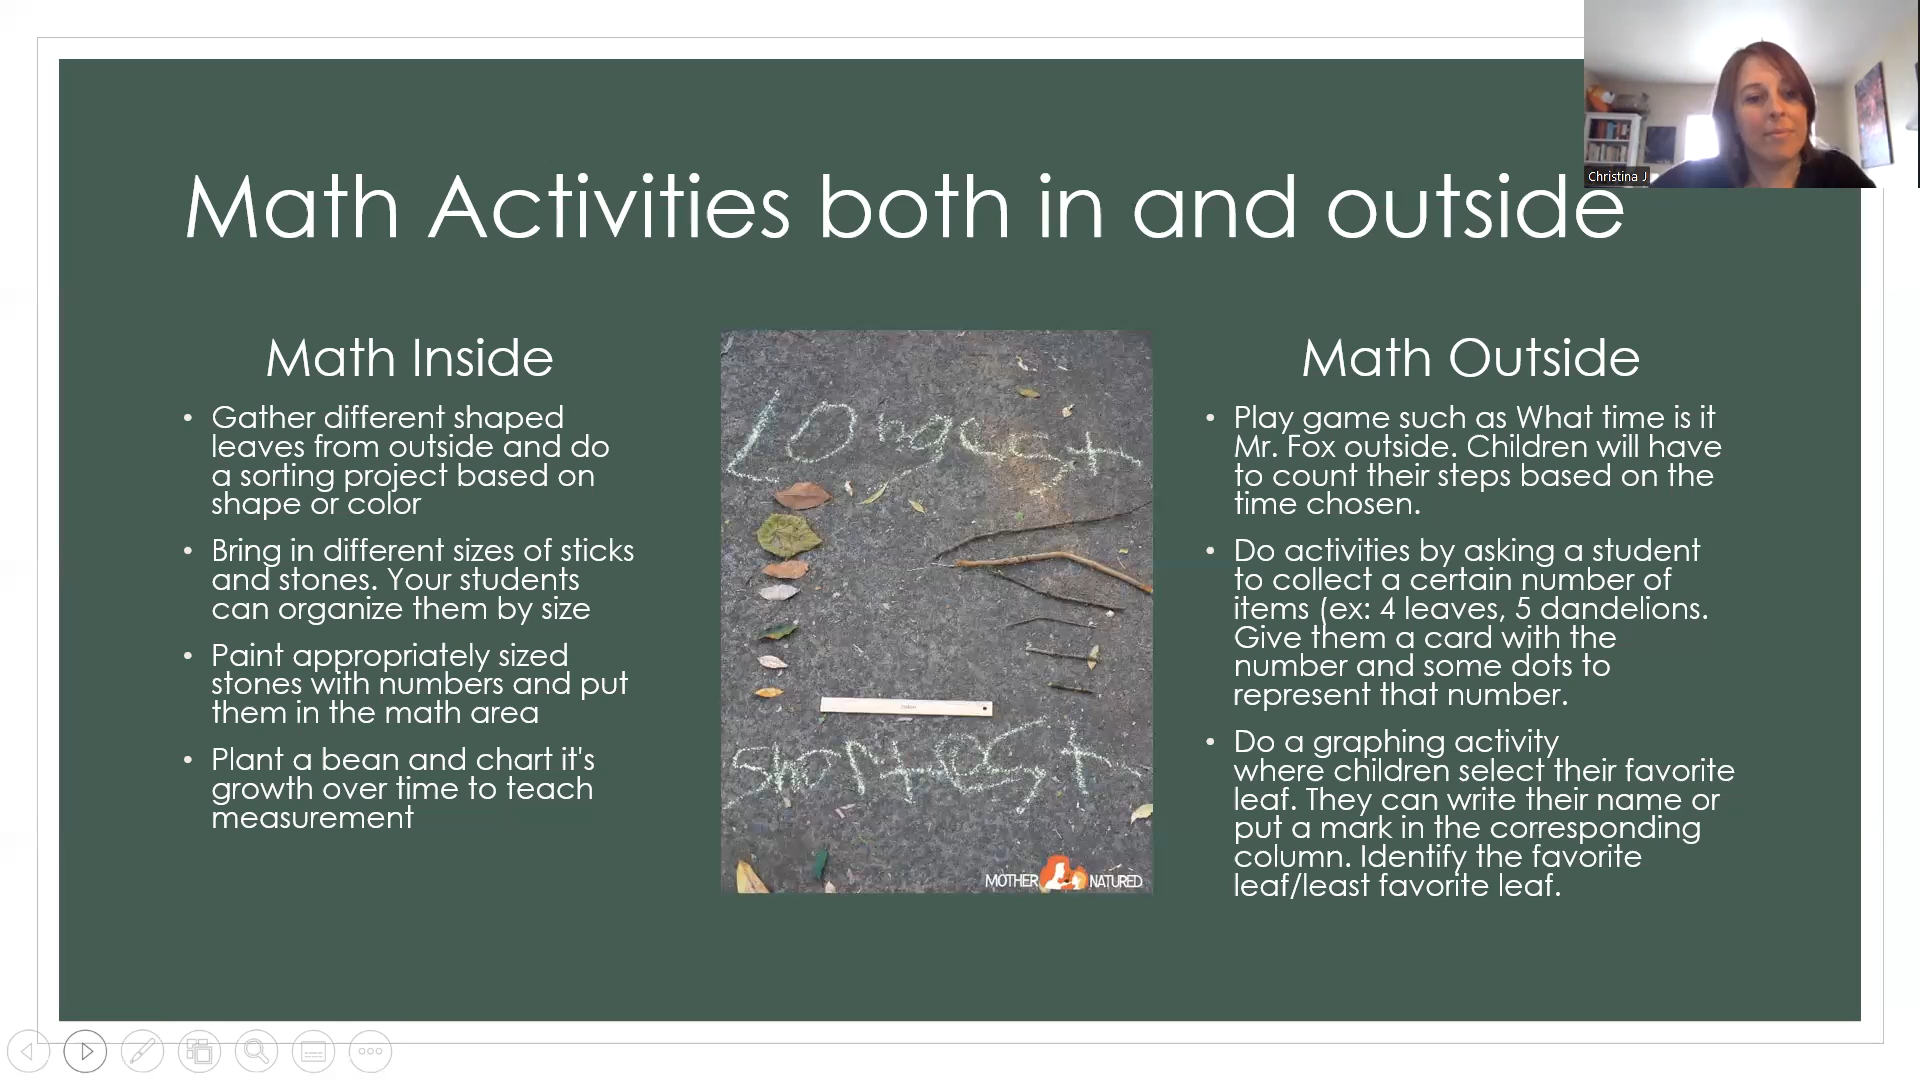 Christina J
Math Activities both in and outside
Math Inside
• Gather different shaped
leaves from outside and do
a sorting project based on
shape or color
• Bring in different sizes of sticks
and stones. Your students
can organize them by size
• Paint appropriately sized
stones with numbers and put
them in the math area
• Plant a bean and chart it's
growth over time to teach
measurement
Longest
shortest
MOTHER NATURED
Math Outside
• Play game such as What time is it
Mr. Fox outside. Children will have
to count their steps based on the
time chosen.
• Do activities by asking a student
to collect a certain number of
items (ex: 4 leaves, 5 dandelions.
Give them a card with the
number and some dots to
represent that number.
• Do a graphing activity
where children select their favorite
leaf. They can write their name or
put a mark in the corresponding
column. Identify the favorite
leaf/least favorite leaf.